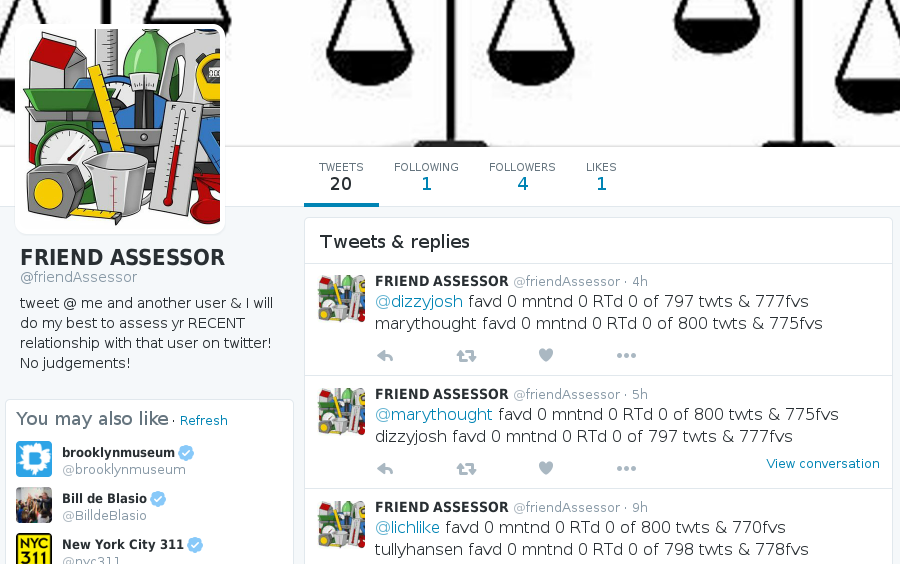 TWEETS FOLLOWING FOLLOWERS LIKES
20 1 4 1
FRIEND ASSESSOR
@friendAssessor
tweet @ me and another user & I will
do my best to assess yr RECENT
relationship with that user on twitter!
No judgements!
You may also like · Refresh
brooklynmuseum
@brooklynmuseum
Bill de Blasio
@BilldeBlasio
NYC
311
New York City 311
@nyc311
Tweets & replies
FRIEND ASSESSOR @friendAssessor · 4h
@dizzyjosh favd 0 mntnd 0 RTd 0 of 797 twts & 777fvs
marythought favd 0 mntnd 0 RTd 0 of 800 twts & 775fvs
FRIEND ASSESSOR @friendAssessor · 5h
@marythought favd 0 mntnd 0 RTd 0 of 800 twts & 775fvs
dizzyjosh favd 0 mntnd 0 RTd 0 of 797 twts & 777fvs
View conversation
FRIEND ASSESSOR @friendAssessor · 9h
@lichlike favd 0 mntnd 0 RTd 0 of 800 twts & 770fvs
tullyhansen favd 0 mntnd 0 RTd 0 of 798 twts & 778fvs